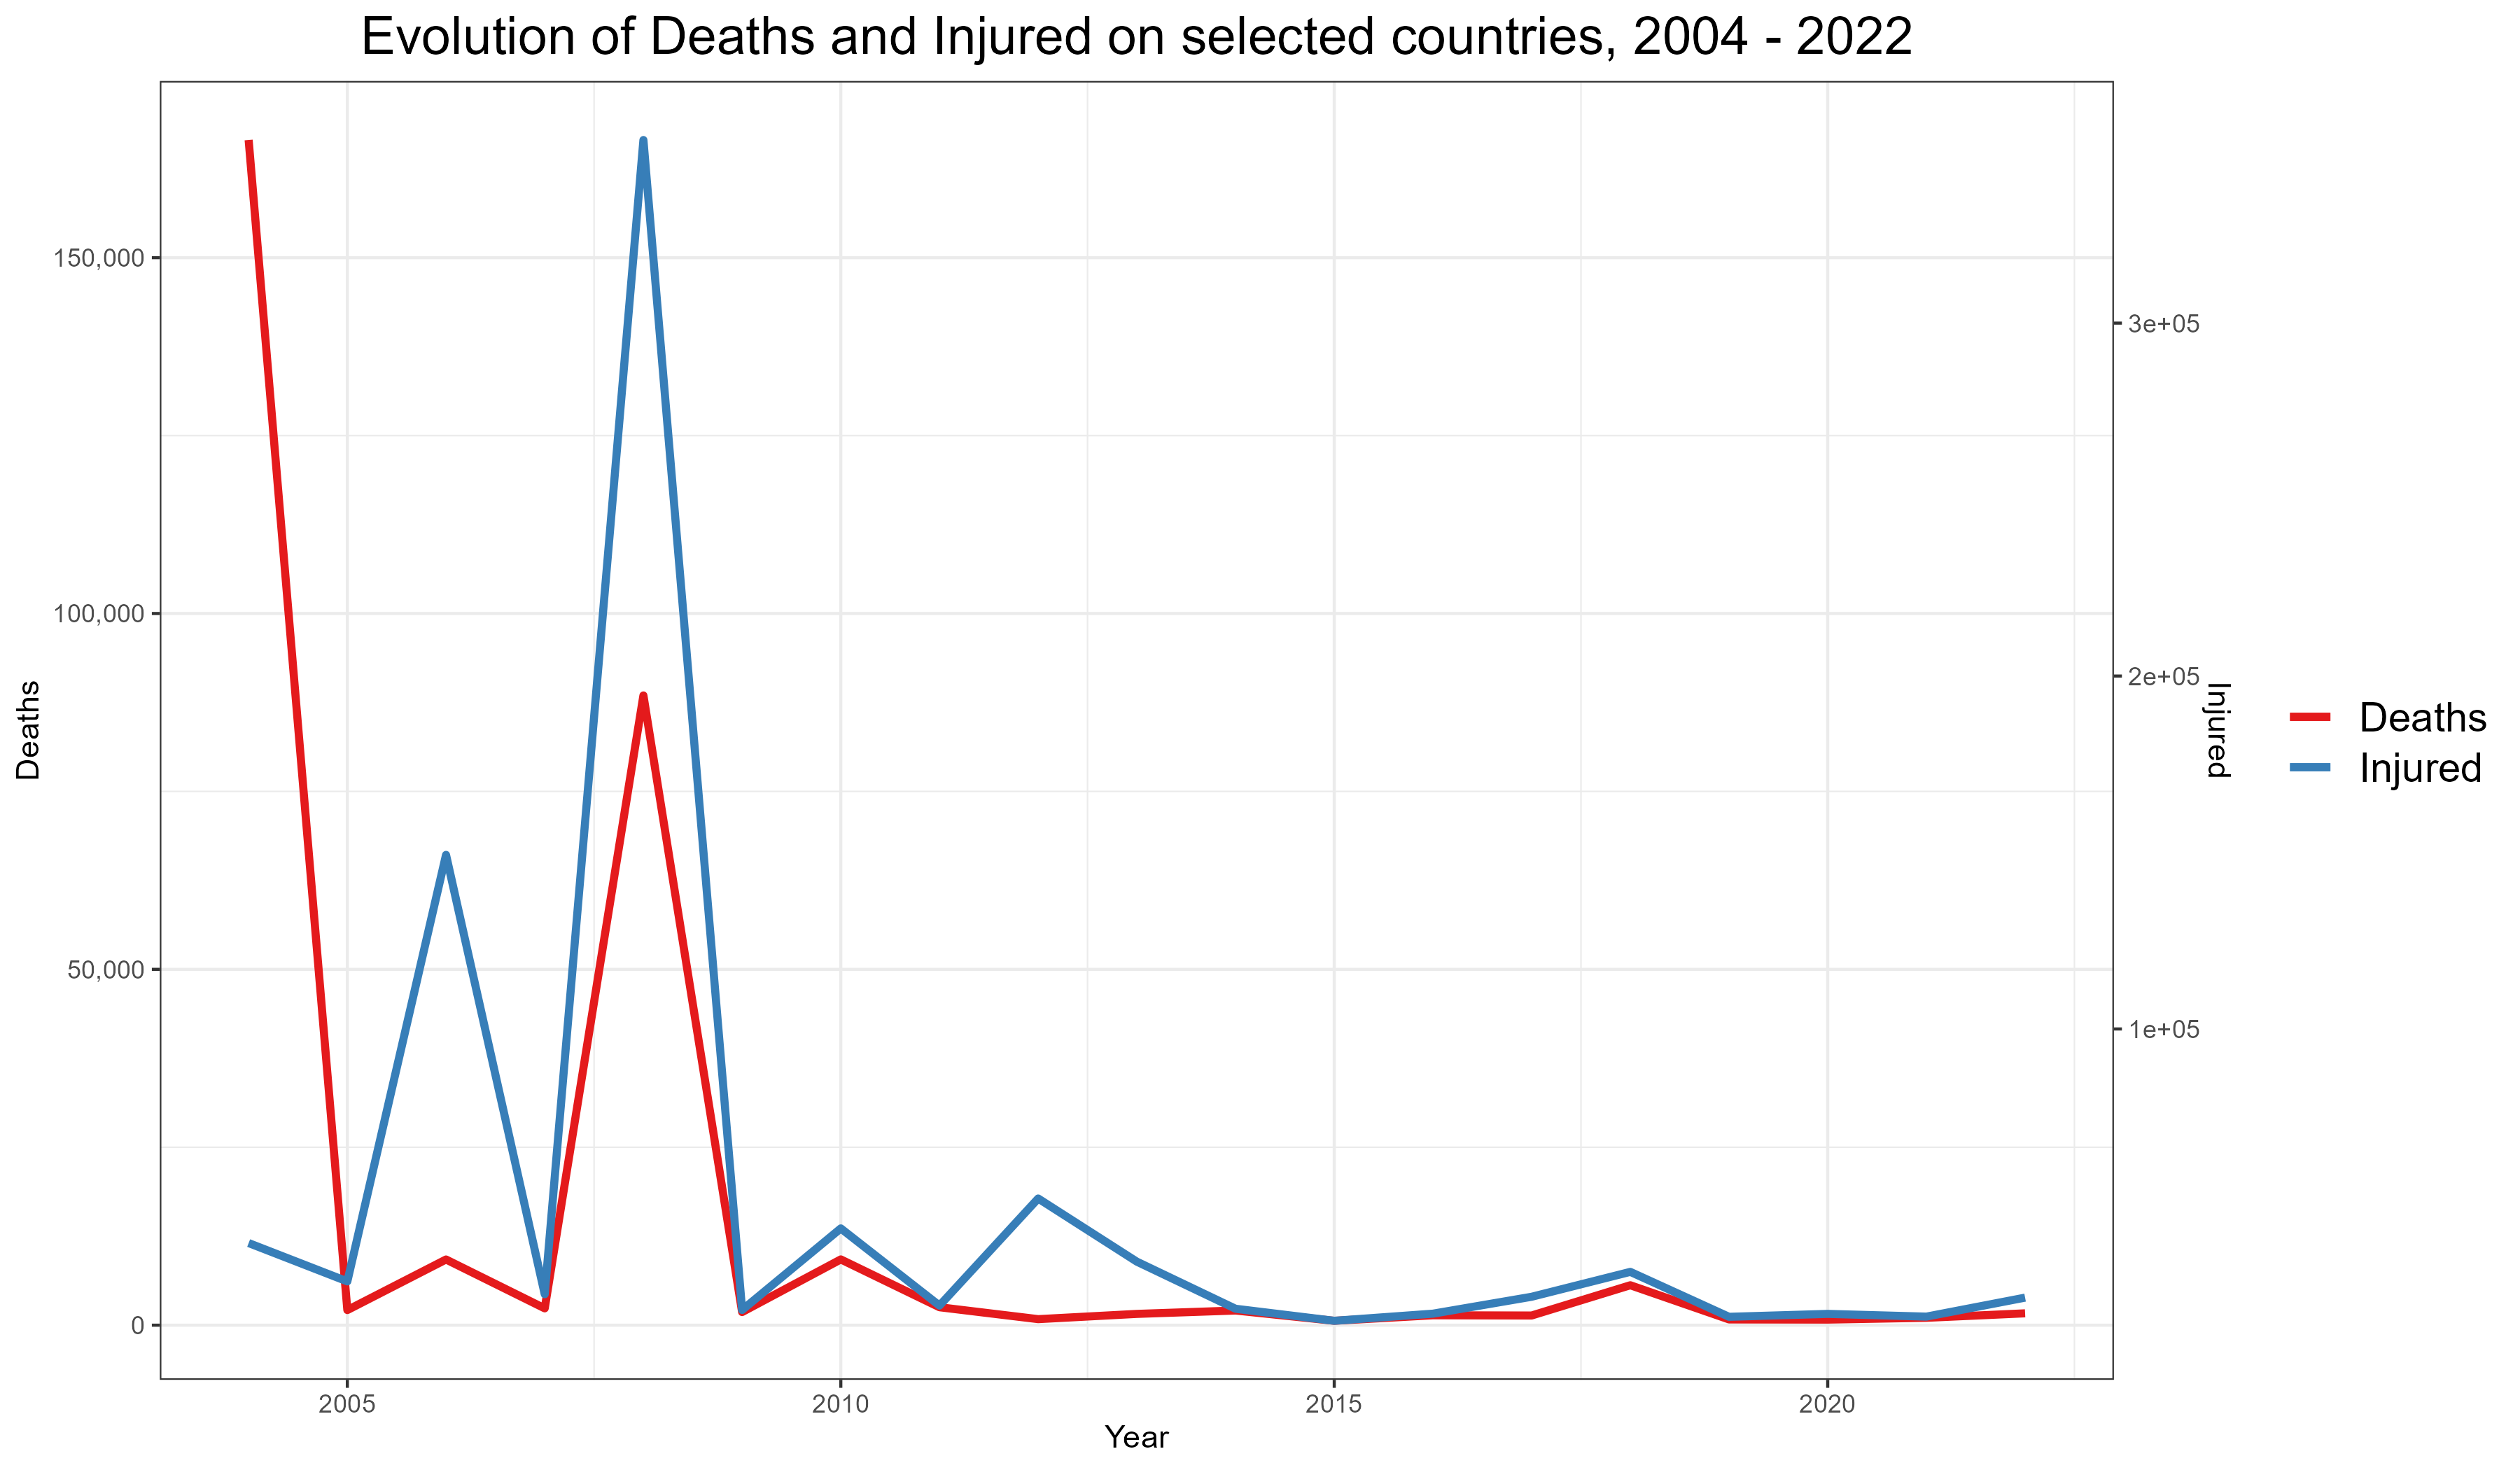 Evolution of Deaths and Injured on selected countries, 2004 - 2022
150,000
100,000
50,000
0
Deaths
3e+05
2e+05
1e+05
Injured
Deaths
Injured
2005
2010
2015
2020
Year